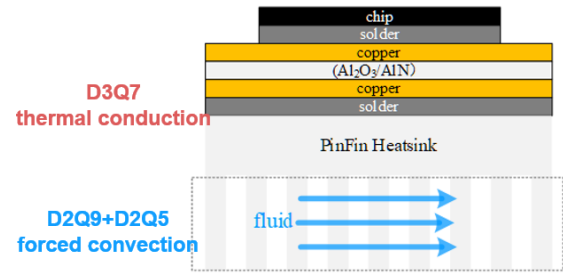 chip
solder
copper
(Al₂O₃/AlN)
copper
solder
D3Q7
thermal conduction
PinFin Heatsink
D2Q9+D2Q5
forced convection
fluid